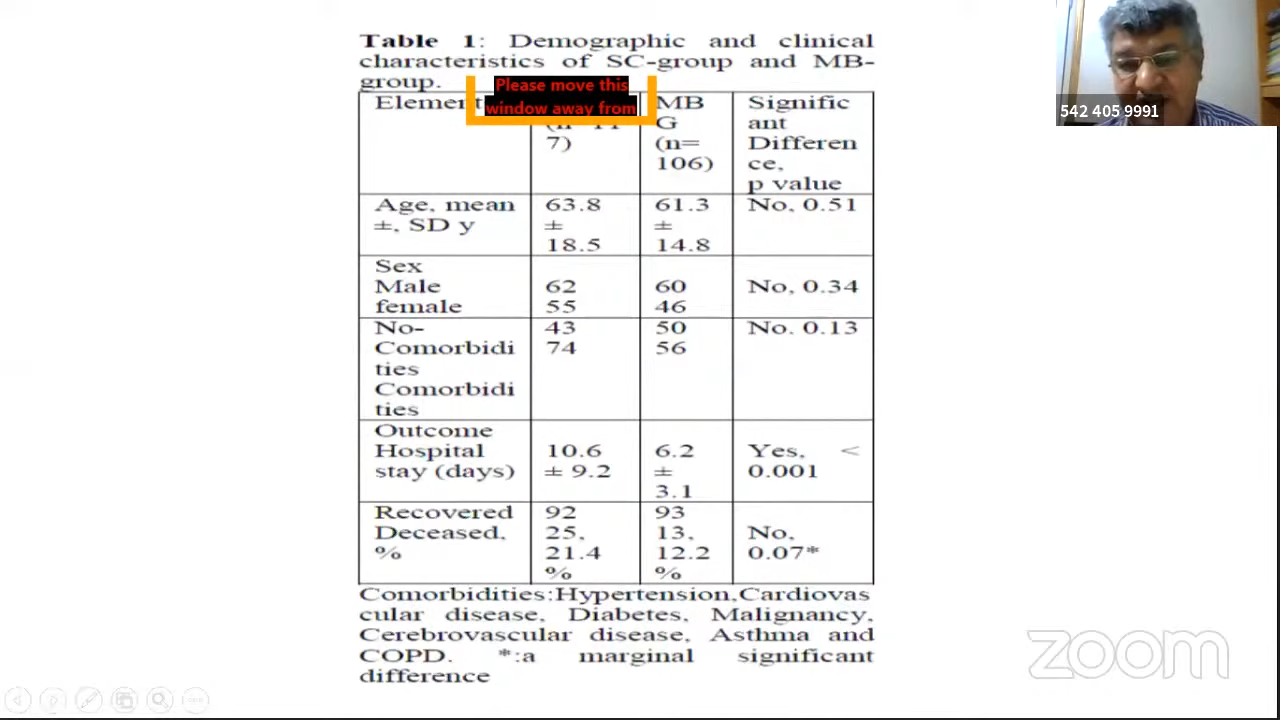 Table 1: Demographic and clinical
characteristics of SC-group and MB-
group.
Please move this
window away from
Element
7)
MB
G
(n=
106)
Signific
ant
Differen
ce,
p value
Age, mean
±, SD y
63.8
±
18.5
61.3
±
14.8
No, 0.51
Sex
Male
female
62
55
60
46
No, 0.34
No-
Comorbidi
ties
Comorbidi
ties
43
74
50
56
No. 0.13
Outcome
Hospital
stay (days)
10.6
± 9.2
6.2
±
3.1
Yes, <
0.001
Recovered
Deceased,
%
92
25,
21.4
%
93
13,
12.2
%
No,
0.07*
Comorbidities:Hypertension,Cardiovas
cular disease, Diabetes, Malignancy,
Cerebrovascular disease, Asthma and
COPD. *:a marginal significant
difference
542 405 9991
zoom